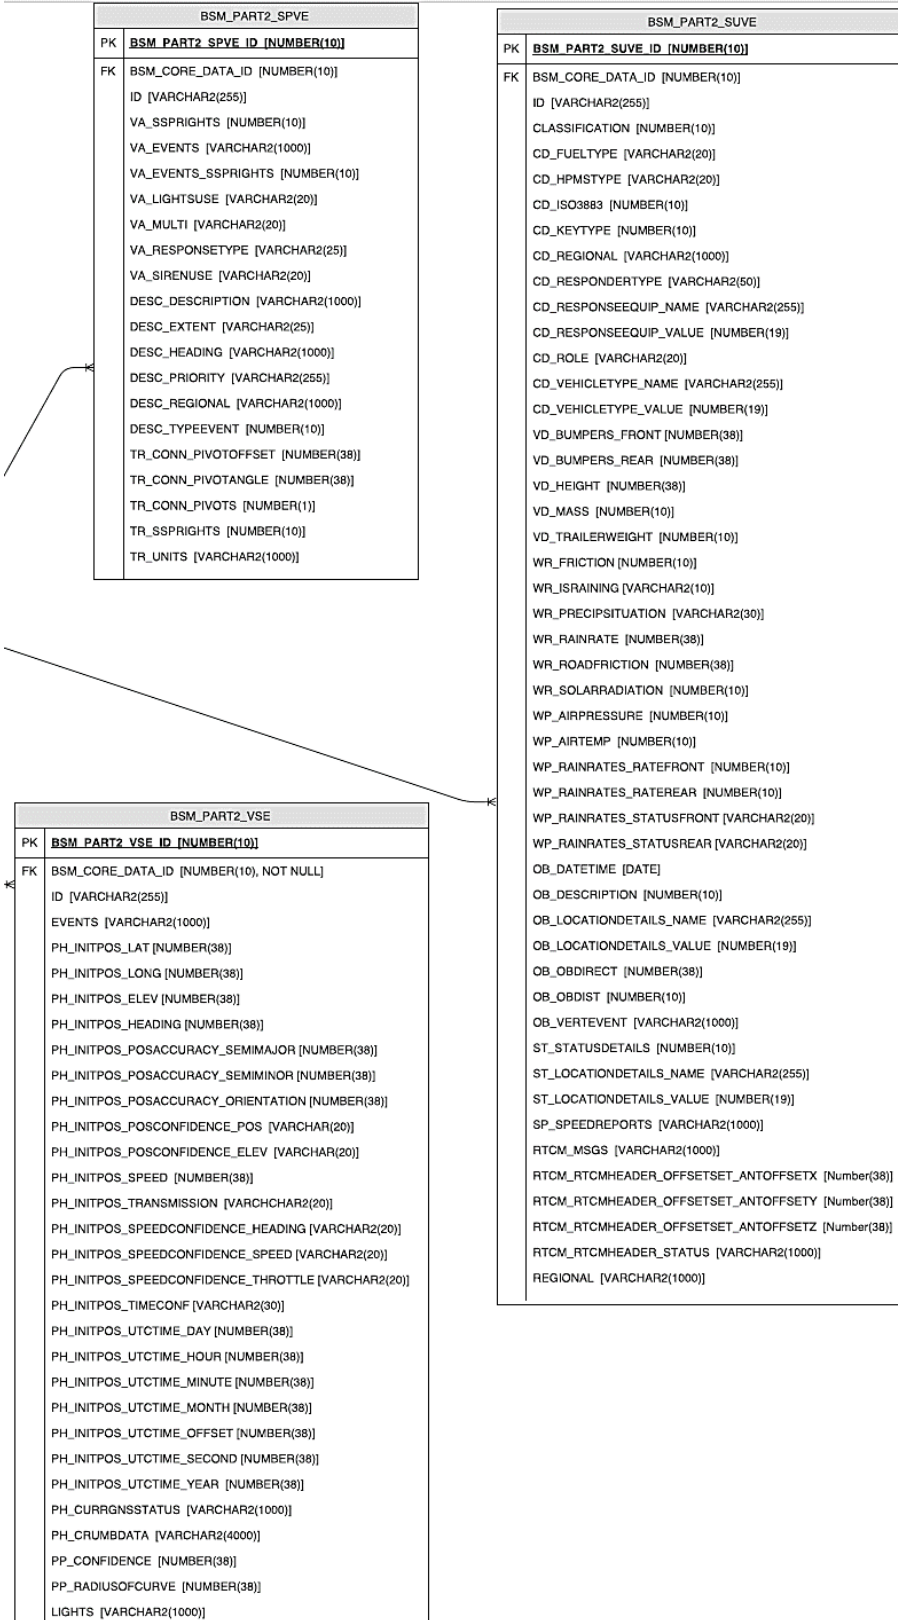 BSM_PART2_SPVE
PK BSM_PART2_SPVE_ID [NUMBER(10)]
FK BSM_CORE_DATA_ID [NUMBER(10)]
ID [VARCHAR2(255)]
VA_SSPRIGHTS [NUMBER(10)]
VA_EVENTS [VARCHAR2(1000)]
VA_EVENTS_SSPRIGHTS [NUMBER(10)]
VA_LIGHTSUSE [VARCHAR2(20)]
VA_MULTI [VARCHAR2(20)]
VA_RESPONSETYPE [VARCHAR2(25)]
VA_SIRENUSE [VARCHAR2(20)]
DESC_DESCRIPTION [VARCHAR2(1000)]
DESC_EXTENT [VARCHAR2(25)]
DESC_HEADING [VARCHAR2(1000)]
DESC_PRIORITY [VARCHAR2(255)]
DESC_REGIONAL [VARCHAR2(1000)]
DESC_TYPEEVENT [NUMBER(10)]
TR_CONN_PIVOTOFFSET [NUMBER(38)]
TR_CONN_PIVOTANGLE [NUMBER(38)]
TR_CONN_PIVOTS [NUMBER(1)]
TR_SSPRIGHTS [NUMBER(10)]
TR_UNITS [VARCHAR2(1000)]
BSM_PART2_SUVE
PK BSM_PART2_SUVE_ID [NUMBER(10)]
FK BSM_CORE_DATA_ID [NUMBER(10)]
ID [VARCHAR2(255)]
CLASSIFICATION [NUMBER(10)]
CD_FUELTYPE [VARCHAR2(20)]
CD_HPMSTYPE [VARCHAR2(20)]
CD_ISO3883 [NUMBER(10)]
CD_KEYTYPE [NUMBER(10)]
CD_REGIONAL [VARCHAR2(1000)]
CD_RESPONDERTYPE [VARCHAR2(50)]
CD_RESPONSEEQUIP_NAME [VARCHAR2(255)]
CD_RESPONSEEQUIP_VALUE [NUMBER(19)]
CD_ROLE [VARCHAR2(20)]
CD_VEHICLETYPE_NAME [VARCHAR2(255)]
CD_VEHICLETYPE_VALUE [NUMBER(19)]
VD_BUMPERS_FRONT [NUMBER(38)]
VD_BUMPERS_REAR [NUMBER(38)]
VD_HEIGHT [NUMBER(38)]
VD_MASS [NUMBER(10)]
VD_TRAILERWEIGHT [NUMBER(10)]
WR_FRICTION [NUMBER(10)]
WR_ISRAINING [VARCHAR2(10)]
WR_PRECIPSITUATION [VARCHAR2(30)]
WR_RAINRATE [NUMBER(38)]
WR_ROADFRICTION [NUMBER(38)]
WR_SOLARRADIATION [NUMBER(10)]
WP_AIRPRESSURE [NUMBER(10)]
WP_AIRTEMP [NUMBER(10)]
WP_RAINRATES_RATEFRONT [NUMBER(10)]
WP_RAINRATES_RATEREAR [NUMBER(10)]
WP_RAINRATES_STATUSFRONT [VARCHAR2(20)]
WP_RAINRATES_STATUSREAR [VARCHAR2(20)]
OB_DATETIME [DATE]
OB_DESCRIPTION [NUMBER(10)]
OB_LOCATIONDETAILS_NAME [VARCHAR2(255)]
OB_LOCATIONDETAILS_VALUE [NUMBER(19)]
OB_OBDIRECT [NUMBER(38)]
OB_OBDIST [NUMBER(10)]
OB_VERTEVENT [VARCHAR2(1000)]
ST_STATUSDETAILS [NUMBER(10)]
ST_LOCATIONDETAILS_NAME [VARCHAR2(255)]
ST_LOCATIONDETAILS_VALUE [NUMBER(19)]
SP_SPEEDREPORTS [VARCHAR2(1000)]
RTCM_MSGS [VARCHAR2(1000)]
RTCM_RTCMHEADER_OFFSETSET_ANTOFFSETX [Number(38)]
RTCM_RTCMHEADER_OFFSETSET_ANTOFFSETY [Number(38)]
RTCM_RTCMHEADER_OFFSETSET_ANTOFFSETZ [Number(38)]
RTCM_RTCMHEADER_STATUS [VARCHAR2(1000)]
REGIONAL [VARCHAR2(1000)]
BSM_PART2_VSE
PK BSM_PART2_VSE_ID [NUMBER(10)]
FK BSM_CORE_DATA_ID [NUMBER(10), NOT NULL]
ID [VARCHAR2(255)]
EVENTS [VARCHAR2(1000)]
PH_INITPOS_LAT [NUMBER(38)]
PH_INITPOS_LONG [NUMBER(38)]
PH_INITPOS_ELEV [NUMBER(38)]
PH_INITPOS_HEADING [NUMBER(38)]
PH_INITPOS_POSACCURACY_SEMIMAJOR [NUMBER(38)]
PH_INITPOS_POSACCURACY_SEMIMINOR [NUMBER(38)]
PH_INITPOS_POSACCURACY_ORIENTATION [NUMBER(38)]
PH_INITPOS_POSCONFIDENCE_POS [VARCHAR(20)]
PH_INITPOS_POSCONFIDENCE_ELEV [VARCHAR(20)]
PH_INITPOS_SPEED [NUMBER(38)]
PH_INITPOS_TRANSMISSION [VARCHCHAR2(20)]
PH_INITPOS_SPEEDCONFIDENCE_HEADING [VARCHAR2(20)]
PH_INITPOS_SPEEDCONFIDENCE_SPEED [VARCHAR2(20)]
PH_INITPOS_SPEEDCONFIDENCE_THROTTLE [VARCHAR2(20)]
PH_INITPOS_TIMECONF [VARCHAR2(30)]
PH_INITPOS_UTCTIME_DAY [NUMBER(38)]
PH_INITPOS_UTCTIME_HOUR [NUMBER(38)]
PH_INITPOS_UTCTIME_MINUTE [NUMBER(38)]
PH_INITPOS_UTCTIME_MONTH [NUMBER(38)]
PH_INITPOS_UTCTIME_OFFSET [NUMBER(38)]
PH_INITPOS_UTCTIME_SECOND [NUMBER(38)]
PH_INITPOS_UTCTIME_YEAR [NUMBER(38)]
PH_CURRGNSSTATUS [VARCHAR2(1000)]
PH_CRUMBDATA [VARCHAR2(4000)]
PP_CONFIDENCE [NUMBER(38)]
PP_RADIUSOFCURVE [NUMBER(38)]
LIGHTS [VARCHAR2(1000)]